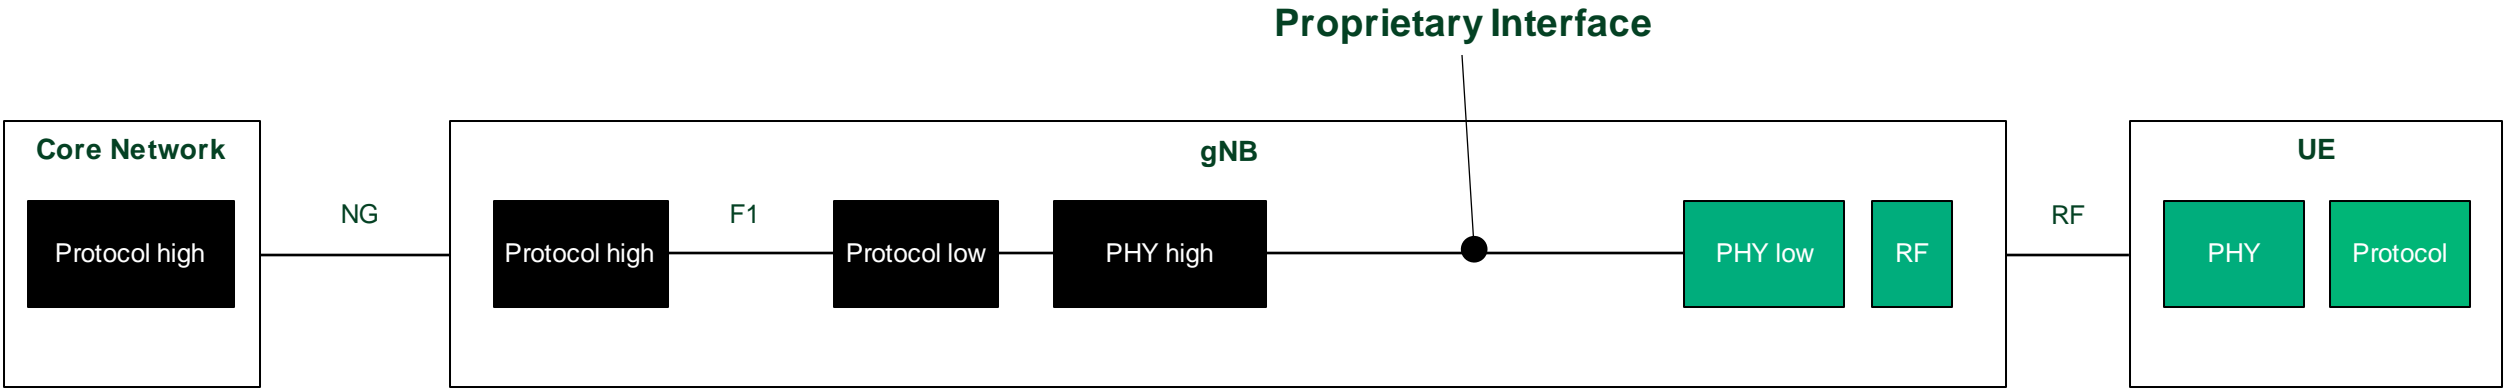 Proprietary Interface
Core Network
gNB
UE
Protocol high
NG
Protocol high
F1
Protocol low
PHY high
PHY low
RF
RF
PHY
Protocol